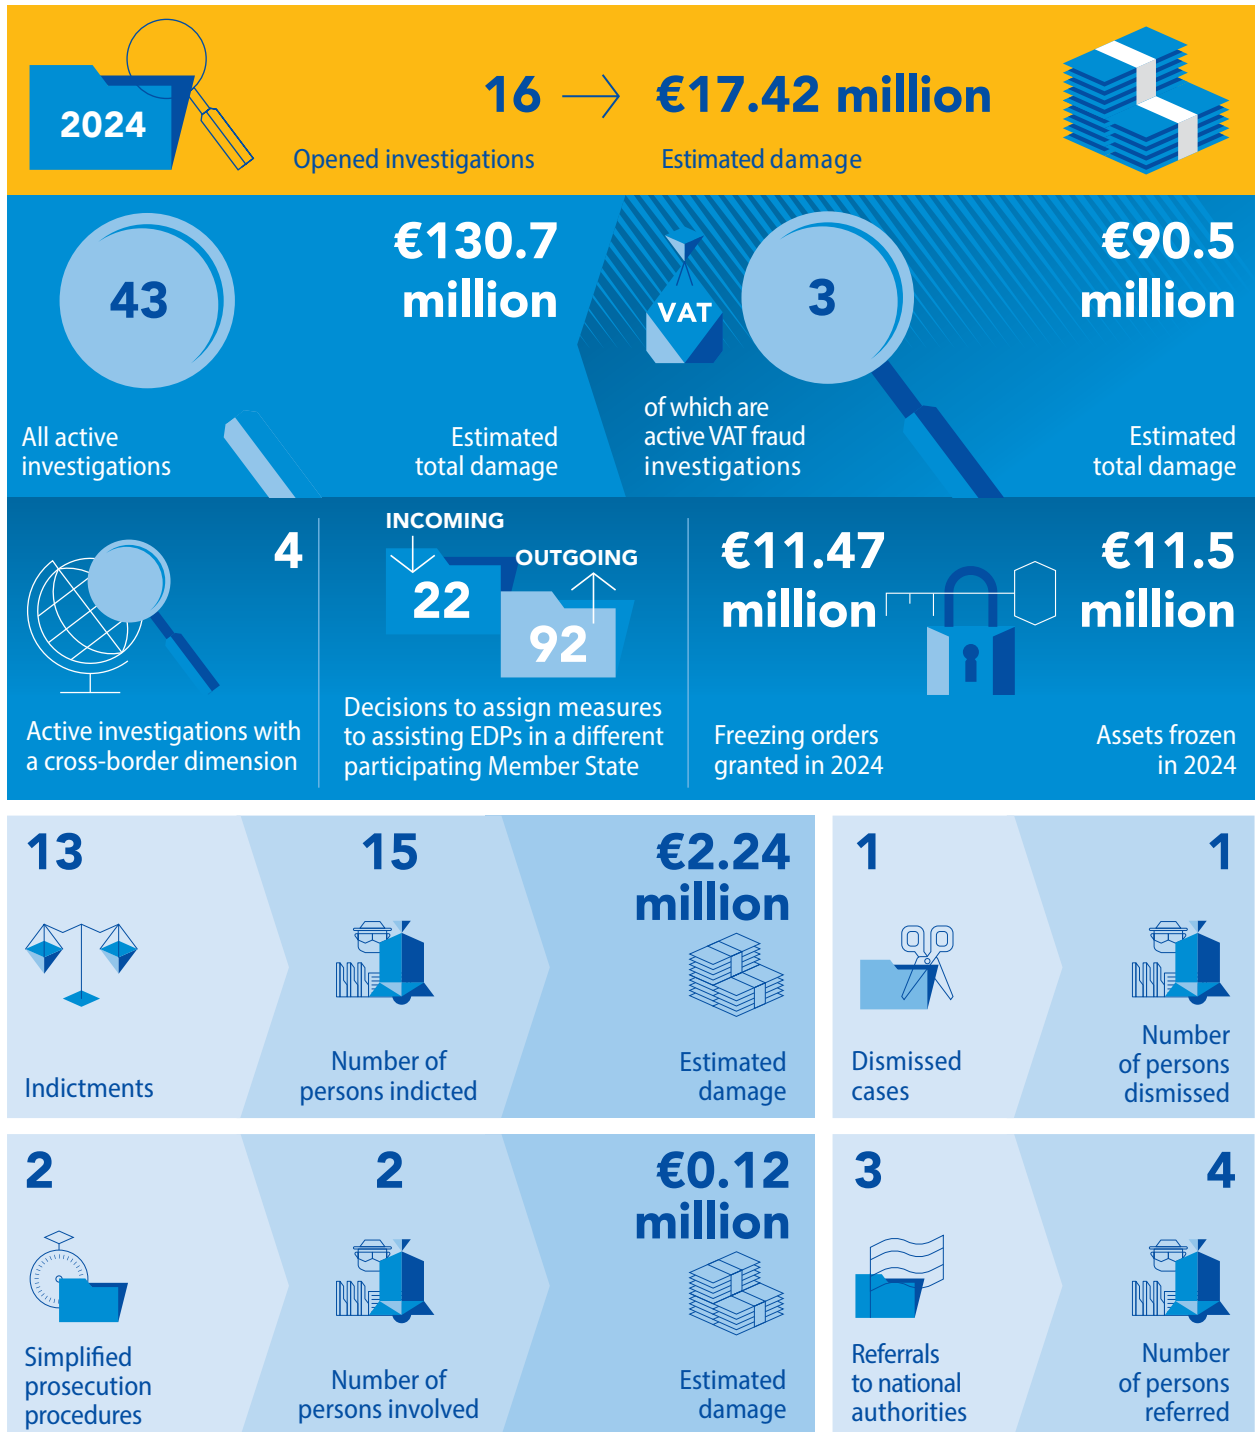 2024
16
€17.42 million
Opened investigations
Estimated damage
43
€130.7
million
All active
investigations
Estimated
total damage
VAT
3
€90.5
million
of which are
active VAT fraud
investigations
Estimated
total damage
4
Active investigations with
a cross-border dimension
INCOMING
22
OUTGOING
92
Decisions to assign measures
to assisting EDPs in a different
participating Member State
€11.47
million
Freezing orders
granted in 2024
€11.5
million
Assets frozen
in 2024
13
Indictments
15
Number of
persons indicted
€2.24
million
Estimated
damage
1
Dismissed
cases
1
Number
of persons
dismissed
2
Simplified
prosecution
procedures
2
Number of
persons involved
€0.12
million
Estimated
damage
3
Referrals
to national
authorities
4
Number
of persons
referred